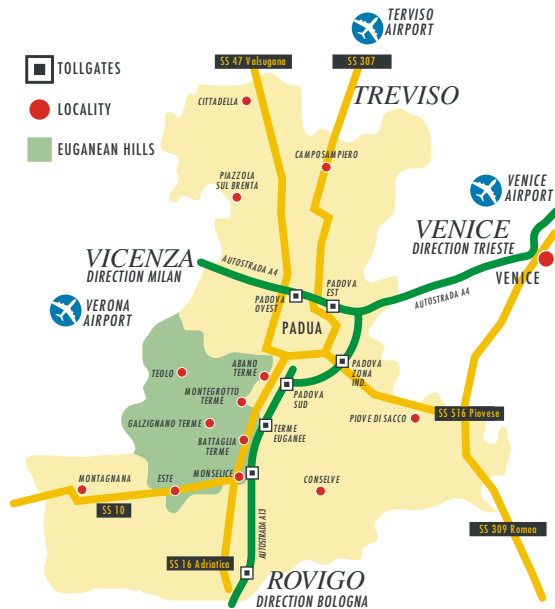 TERVISO
AIRPORT
SS 47 Valsugana
SS 307
TOLLGATES
TREVISO
LOCALITY
CITTADELLA
EUGANEAN HILLS
CAMPOSAMPIERO
PIAZZOLA
SUL BRENTA
VENICE
AIRPORT
VENICE
DIRECTION TRIESTE
VICENZA
DIRECTION MILAN
AUTOSTRADA A4
VENICE
PADOVA
EST
AUTOSTRADA A4
PADOVA
OVEST
VERONA
AIRPORT
PADUA
ABANO
TERME
TEOLO
PADOVA
ZONA
IND.
MONTEGROTTO
TERME
PADOVA
SUD
SS 516 Piovese
PIOVE DI SACCO
GALZIGNANO TERME
TERME
EUGANEE
BATTAGLIA
TERME
MONSELICE
MONTAGNANA
ESTE
CONSELVE
SS 10
AUTOSTRADA A13
SS 309 Romea
SS 16 Adriatica
ROVIGO
DIRECTION BOLOGNA